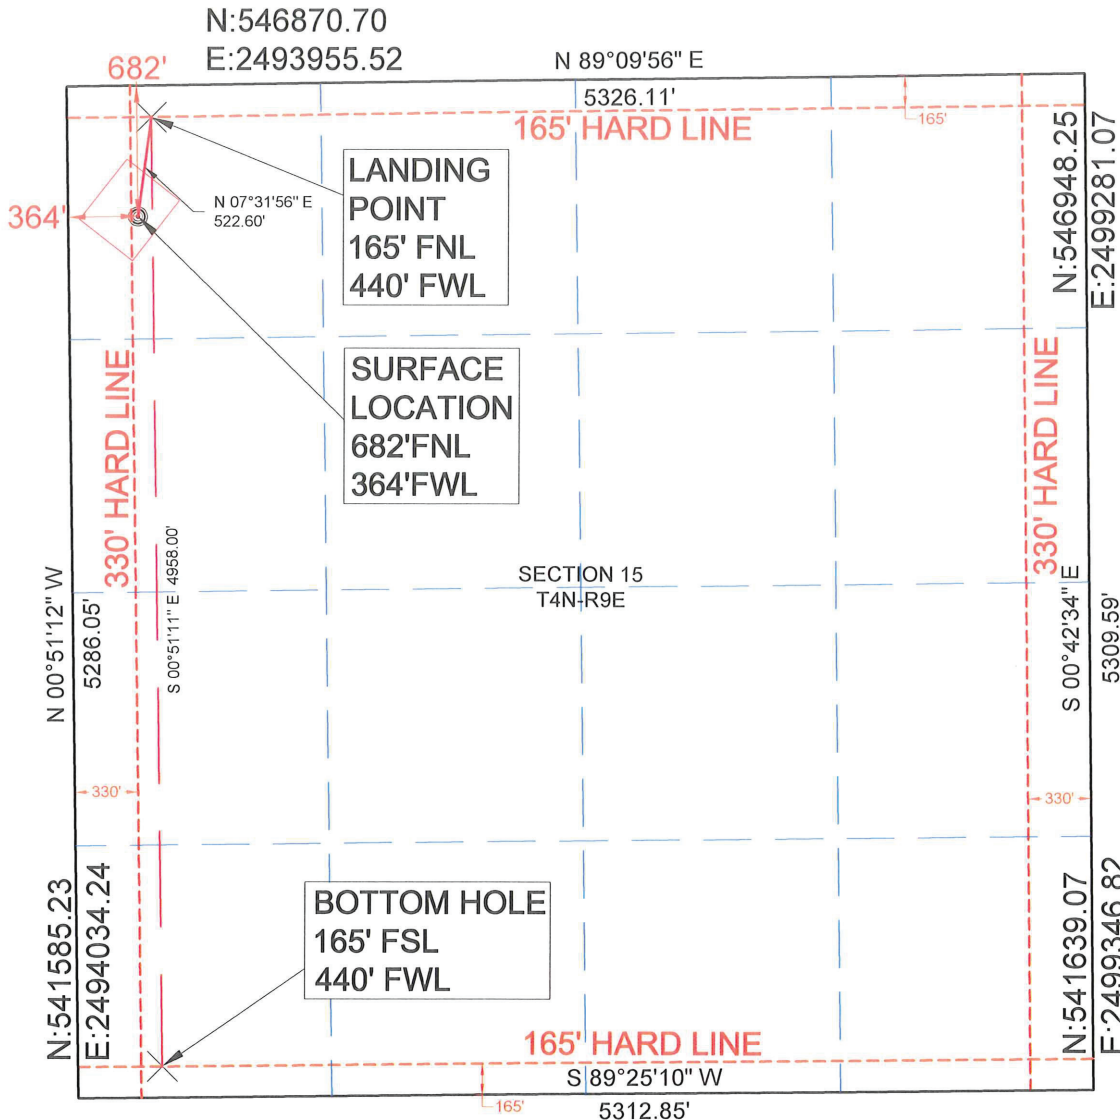 N:546870.70
E:2493955.52
N 89°09'56" E
682'
5326.11'
165' HARD LINE
165'
N:546948.25
E:2499281.07
LANDING
POINT
165' FNL
440' FWL
N 07°31'56" E
522.60'
364'
SURFACE
LOCATION
682'FNL
364'FWL
330' HARD LINE
330' HARD LINE
SECTION 15
T4N-R9E
N 00°51'12" W
5286.05'
S 00°51'11" E 4958.00'
S 00°42'34" E
5309.59'
330'
330'
N:541585.23
E:2494034.24
BOTTOM HOLE
165' FSL
440' FWL
N:541639.07
E:2499346.82
165' HARD LINE
S 89°25'10" W
165'
5312.85'